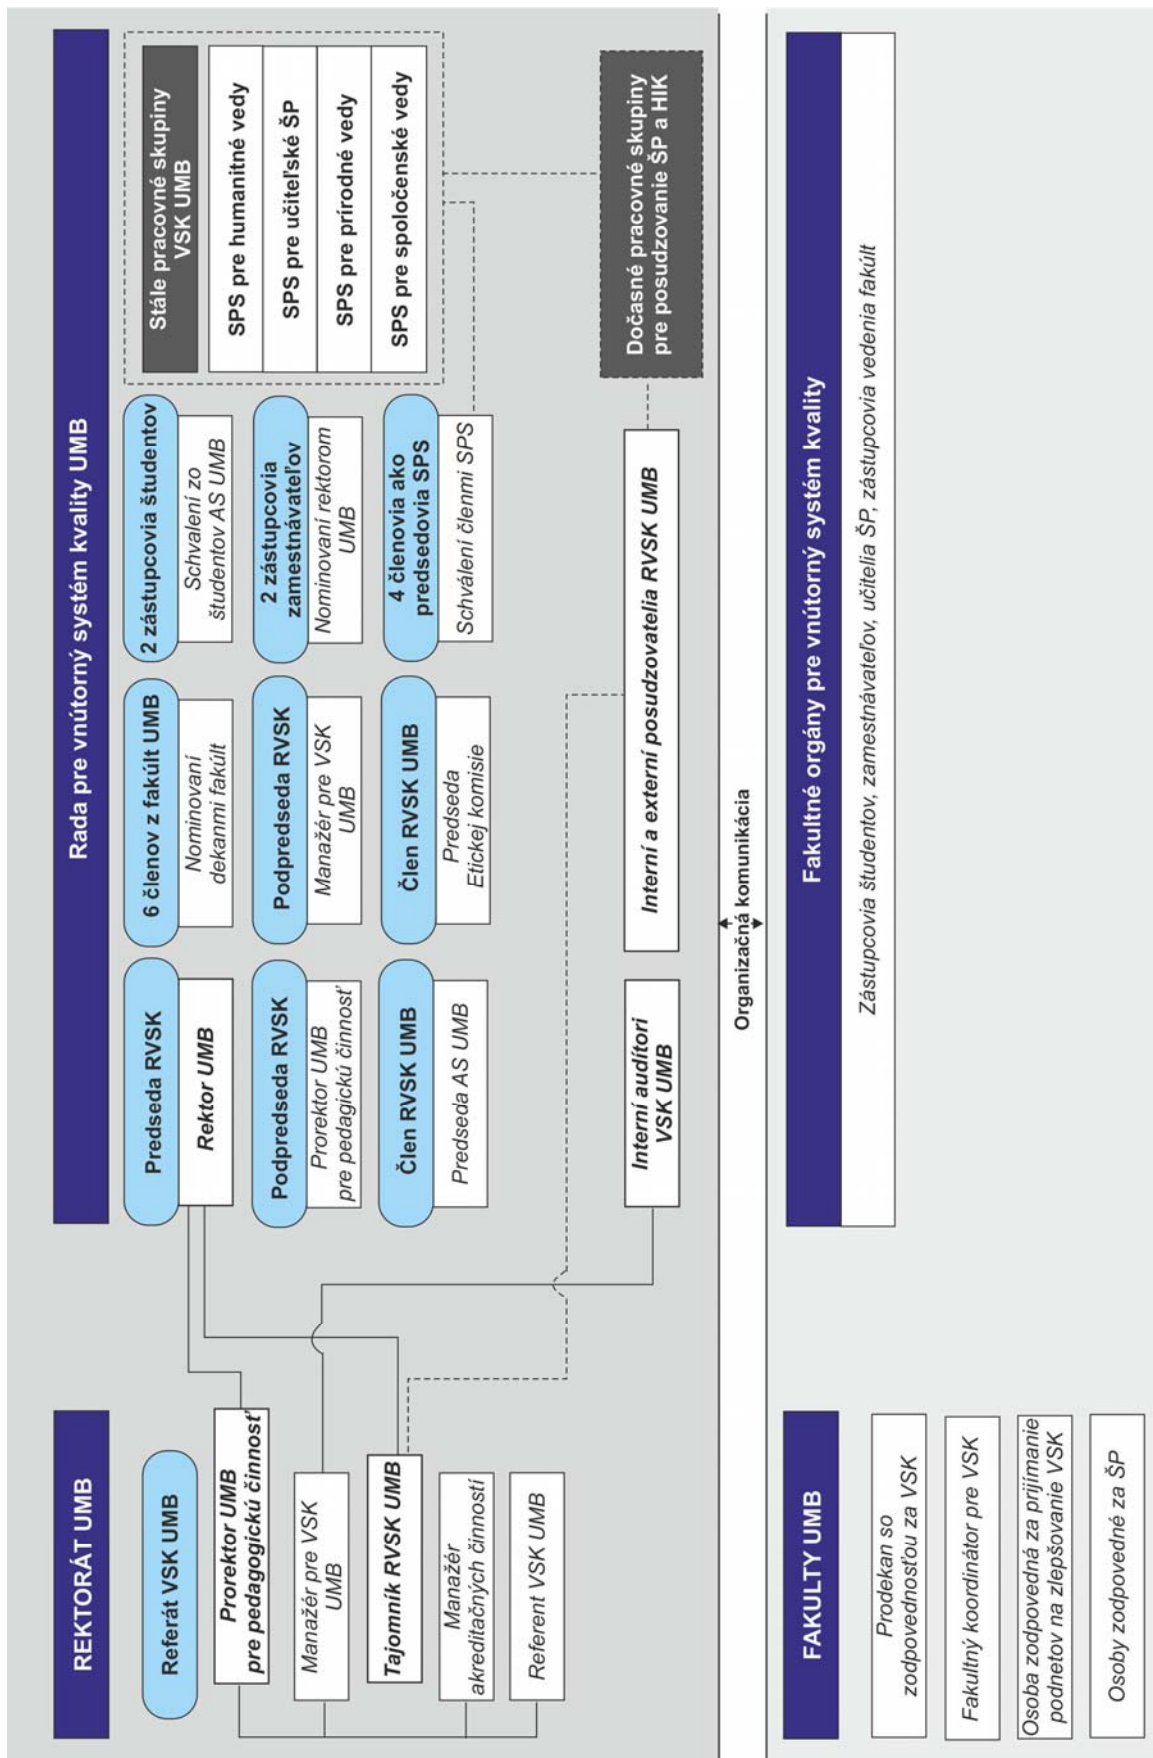 REKTORÁT UMB
Referát VSK UMB
Prorektor UMB
pre pedagogickú činnosť
Manažér pre VSK
UMB
Tajomník RVSK UMB
Manažér
akreditačných činností
Referent VSK UMB
Rada pre vnútorný systém kvality UMB
Predseda RVSK
Rektor UMB
6 členov z fakúlt UMB
Nominovaní
dekanmi fakúlt
2 zástupcovia študentov
Schvalení zo
študentov AS UMB
Podpredseda RVSK
Prorektor UMB
pre pedagickú činnosť
Podpredseda RVSK
Manažér pre VSK
UMB
2 zástupcovia
zamestnávateľov
Nominovaní rektorom
UMB
Člen RVSK UMB
Predseda AS UMB
Člen RVSK UMB
Predseda
Etickej komisie
4 členovia ako
predsedovia SPS
Schválení členmi SPS
Stále pracovné skupiny
VSK UMB
SPS pre humanitné vedy
SPS pre učiteľské ŠP
SPS pre prírodné vedy
SPS pre spoločenské vedy
Interní audítori
VSK UMB
Interní a externí posudzovatelia RVSK UMB
Dočasné pracovné skupiny
pre posudzovanie ŠP a HIK
Organizačná komunikácia
FAKULTY UMB
Prodekan so
zodpovednosťou za VSK
Fakultný koordinátor pre VSK
Osoba zodpovedná za prijímanie
podnetov na zlepšovanie VSK
Osoby zodpovedné za ŠP
Fakultné orgány pre vnútorný systém kvality
Zástupcovia študentov, zamestnávateľov, učitelia ŠP, zástupcovia vedenia fakúlt